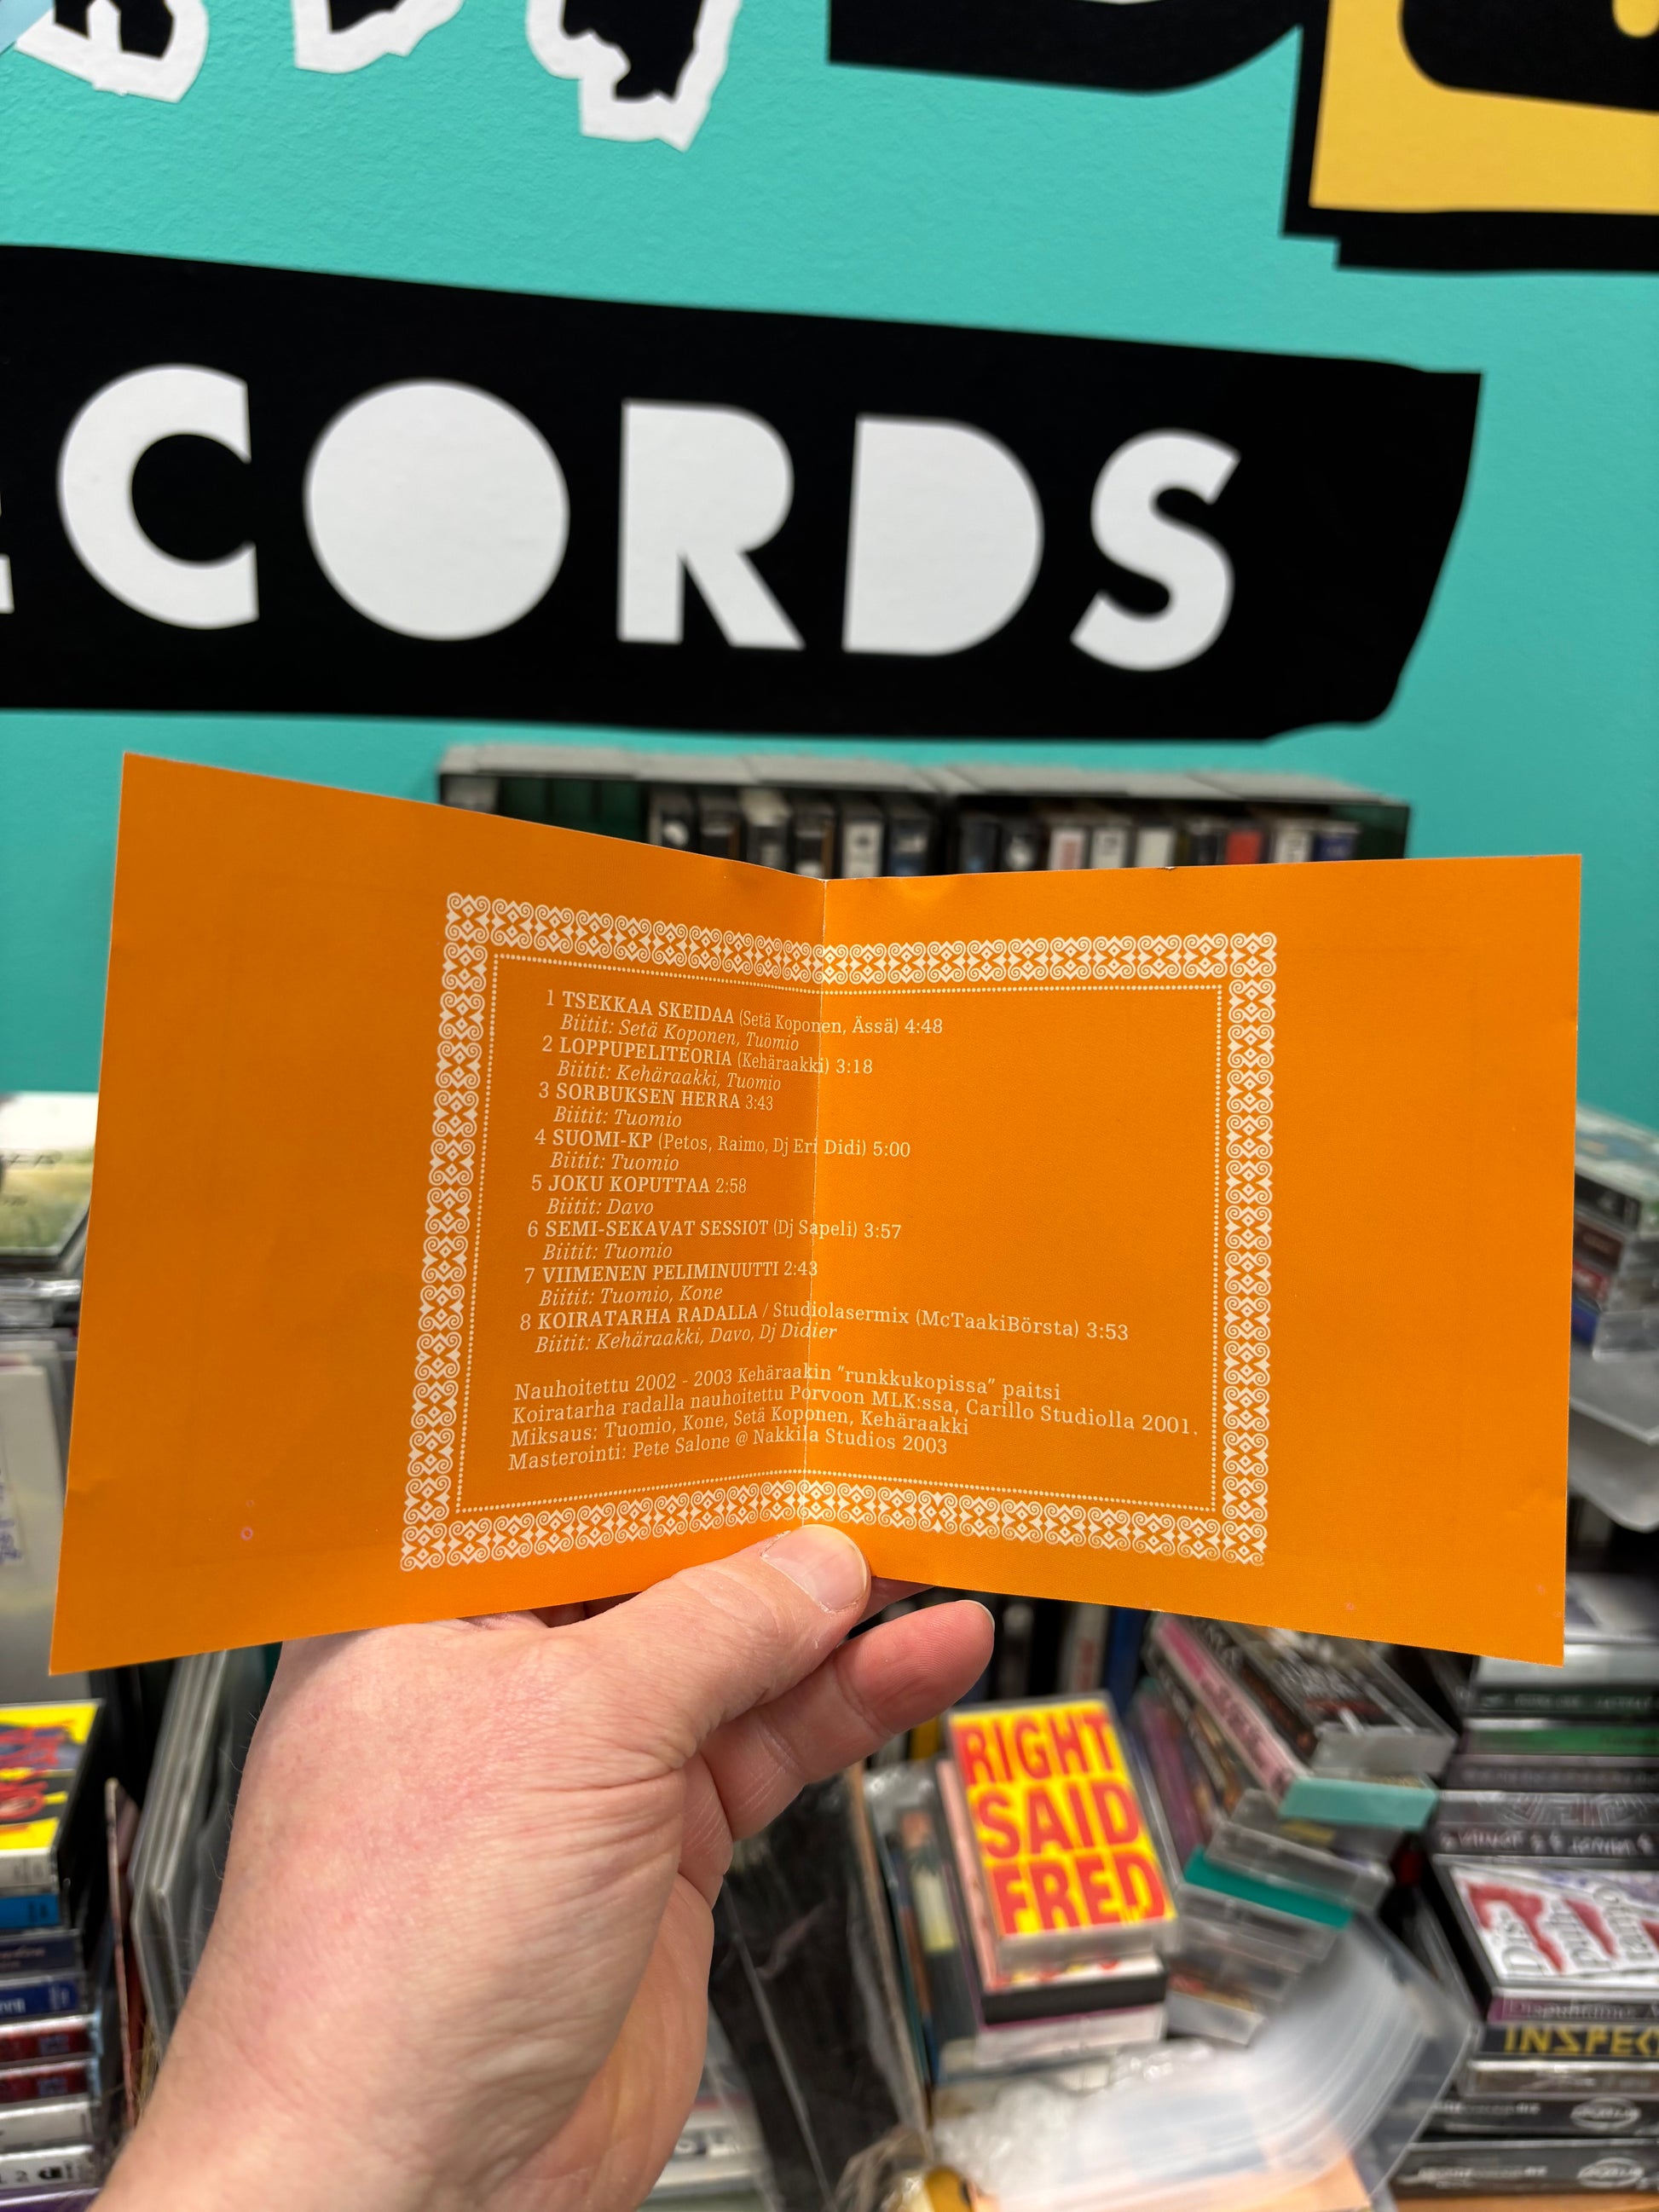 CORDS
1 TSEKKAA SKEIDAA (Setä Koponen, Ässä) 4:48
Biitit: Setä Koponen, Tuomio
2 LOPPUPELITEORIA (Kehäraakki) 3:18
Biitit: Kehäraakki, Tuomio
3 SORBUKSEN HERRA 3:43
Biitit: Tuomio
4 SUOMI-KP (Petos, Raimo, Dj Eri Didi) 5:00
Biitit: Tuomio
5 JOKU KOPUTTAA 2:58
Biitit: Davo
6 SEMI-SEKAVAT SESSIOT (Dj Sapeli) 3:57
Biitit: Tuomio
7 VIIMENEN PELIMINUUTTI 2:43
Biitit: Tuomio, Kone
8 KOIRATARHA RADALLA / Studiolasermix (McTaakiBörsta) 3:53
Biitit: Kehäraakki, Davo, Dj Didier
Nauhoitettu 2002 - 2003 Kehäraakin "runkkukopissa" paitsi
Koiratarha radalla nauhoitettu Porvoon MLK:ssa, Carillo Studiolla 2001.
Miksaus: Tuomio, Kone, Setä Koponen, Kehäraakki
Masterointi: Pete Salone @ Nakkila Studios 2003
RIGHT
SAID
FRED
INSPEC